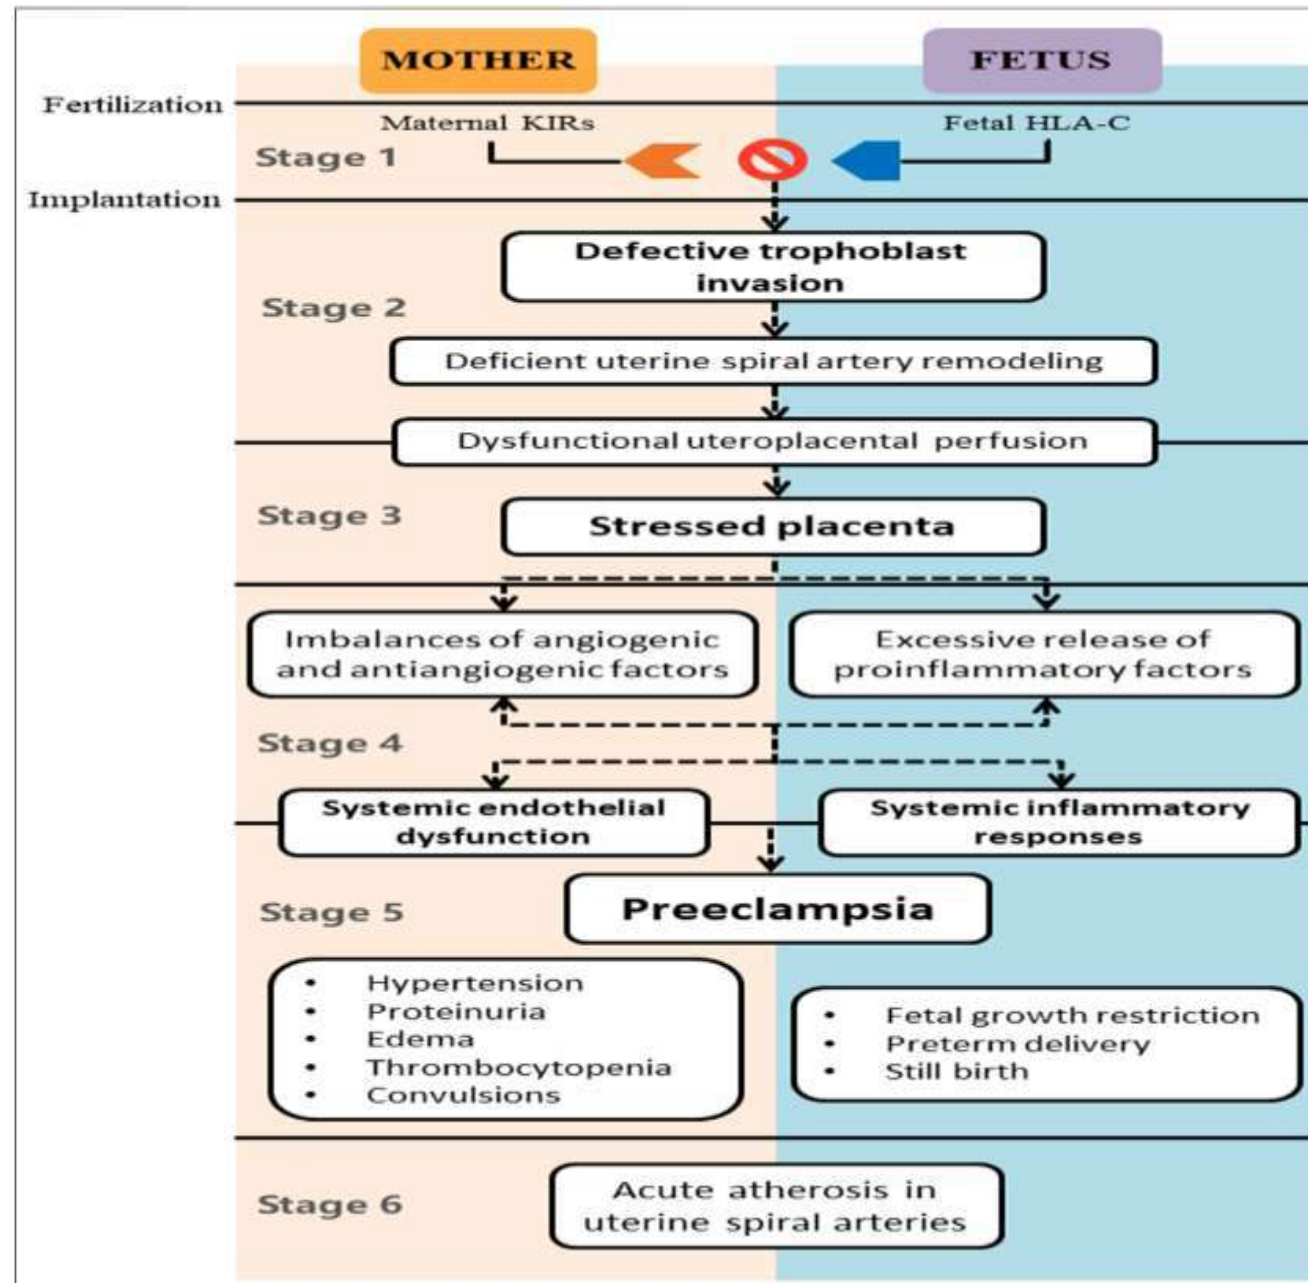 MOTHER
FETUS
Fertilization
Maternal KIRs
Fetal HLA-C
Stage 1
Implantation
Defective trophoblast
invasion
Stage 2
Deficient uterine spiral artery remodeling
Dysfunctional uteroplacental perfusion
Stage 3
Stressed placenta
Imbalances of angiogenic
and antiangiogenic factors
Excessive release of
proinflammatory factors
Stage 4
Systemic endothelial
dysfunction
Systemic inflammatory
responses
Preeclampsia
Stage 5
• Hypertension
• Proteinuria
• Edema
• Thrombocytopenia
• Convulsions
• Fetal growth restriction
• Preterm delivery
• Still birth
Stage 6
Acute atherosis in
uterine spiral arteries